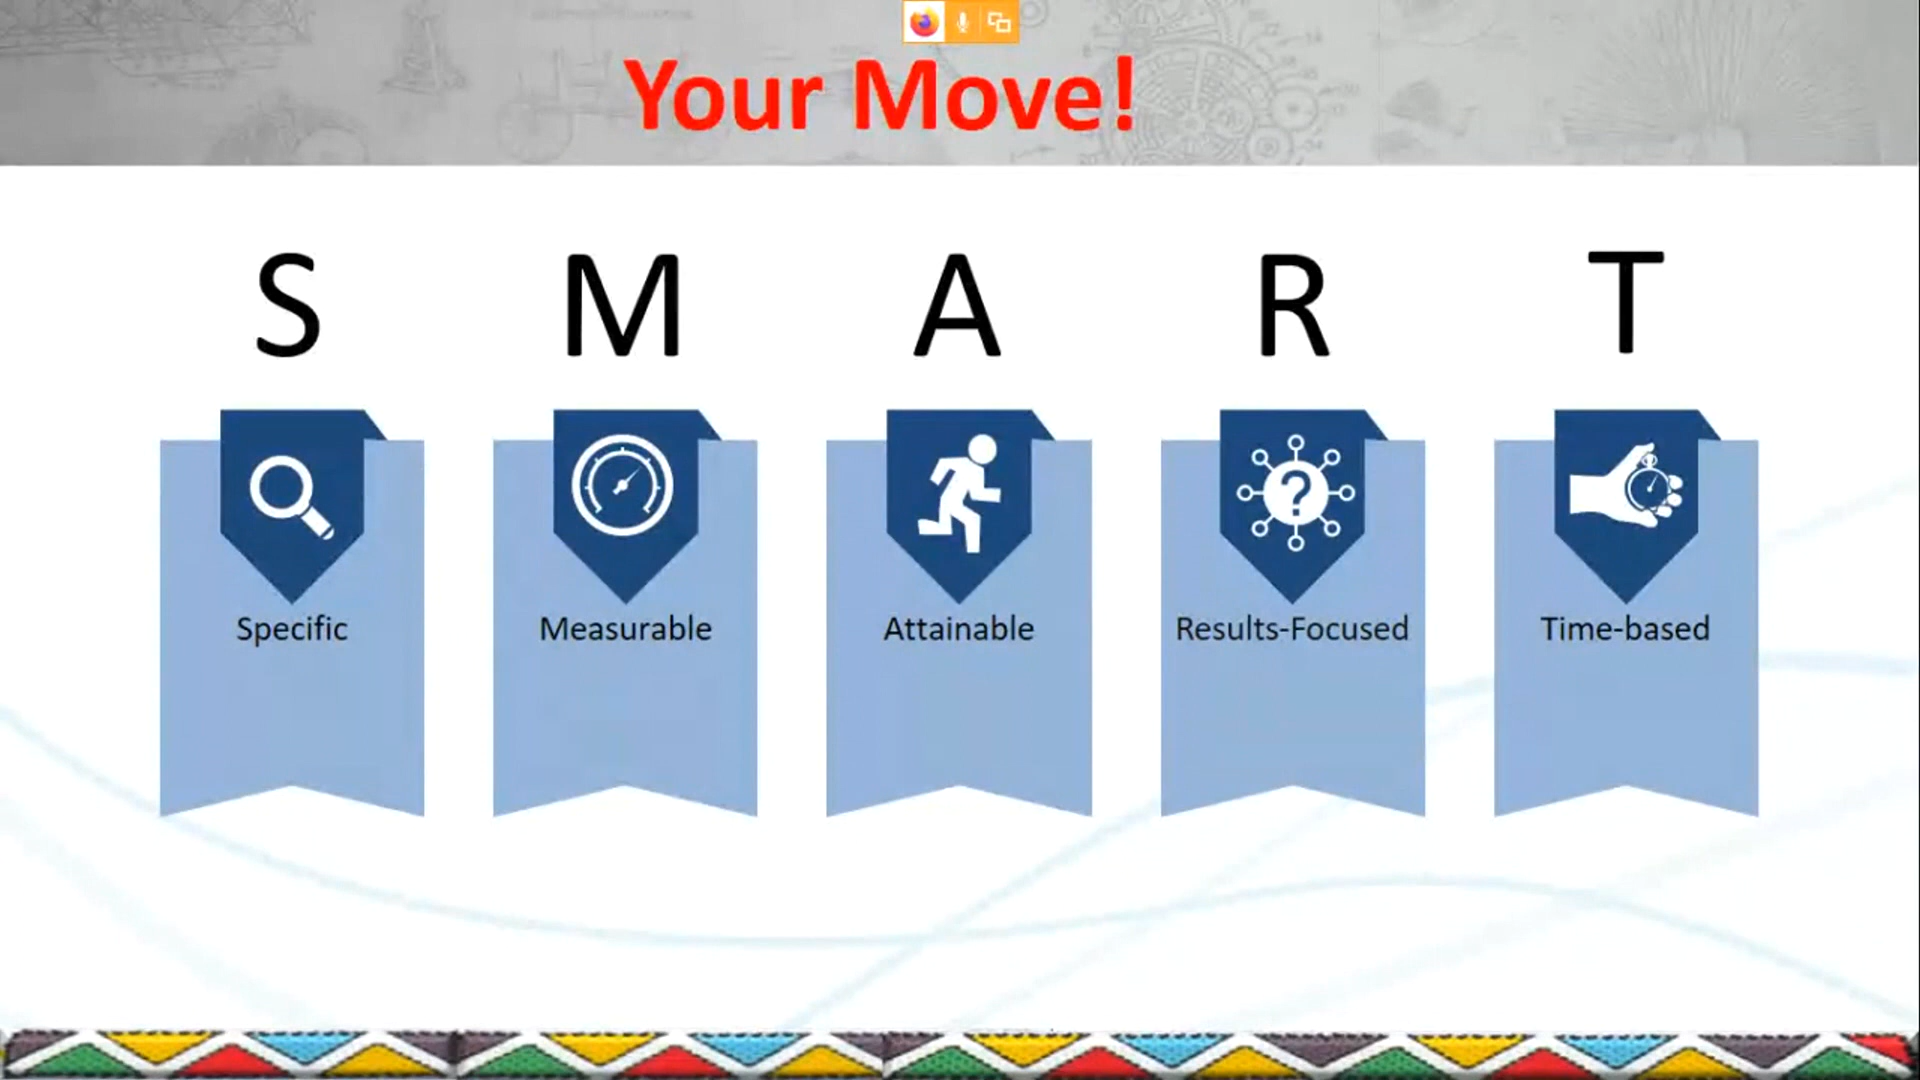 Your Move!
S M A R T
?
Specific Measurable Attainable Results-Focused Time-based